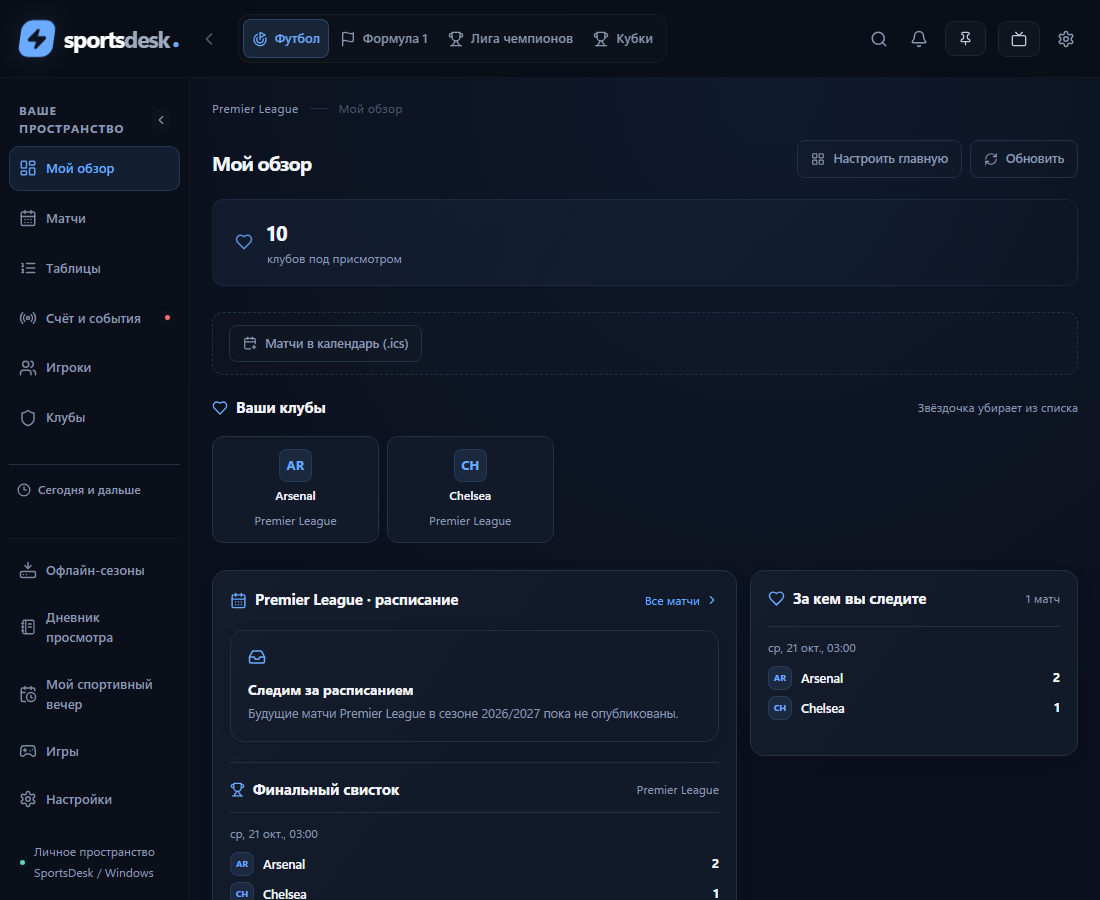 sportsdesk.
Футбол
Формула 1
Лига чемпионов
Кубки
ВАШЕ
ПРОСТРАНСТВО
Мой обзор
Матчи
Таблицы
Счёт и события
Игроки
Клубы
Сегодня и дальше
Офлайн-сезоны
Дневник
просмотра
Мой спортивный
вечер
Игры
Настройки
Личное пространство
SportsDesk / Windows
Premier League — Мой обзор
Мой обзор
Настроить главную
Обновить
10
клубов под присмотром
Матчи в календарь (.ics)
Ваши клубы
Звёздочка убирает из списка
AR
Arsenal
Premier League
CH
Chelsea
Premier League
Premier League · расписание
Все матчи
Следим за расписанием
Будущие матчи Premier League в сезоне 2026/2027 пока не опубликованы.
Финальный свисток
Premier League
ср, 21 окт., 03:00
AR Arsenal 2
CH Chelsea 1
За кем вы следите
1 матч
ср, 21 окт., 03:00
AR Arsenal 2
CH Chelsea 1